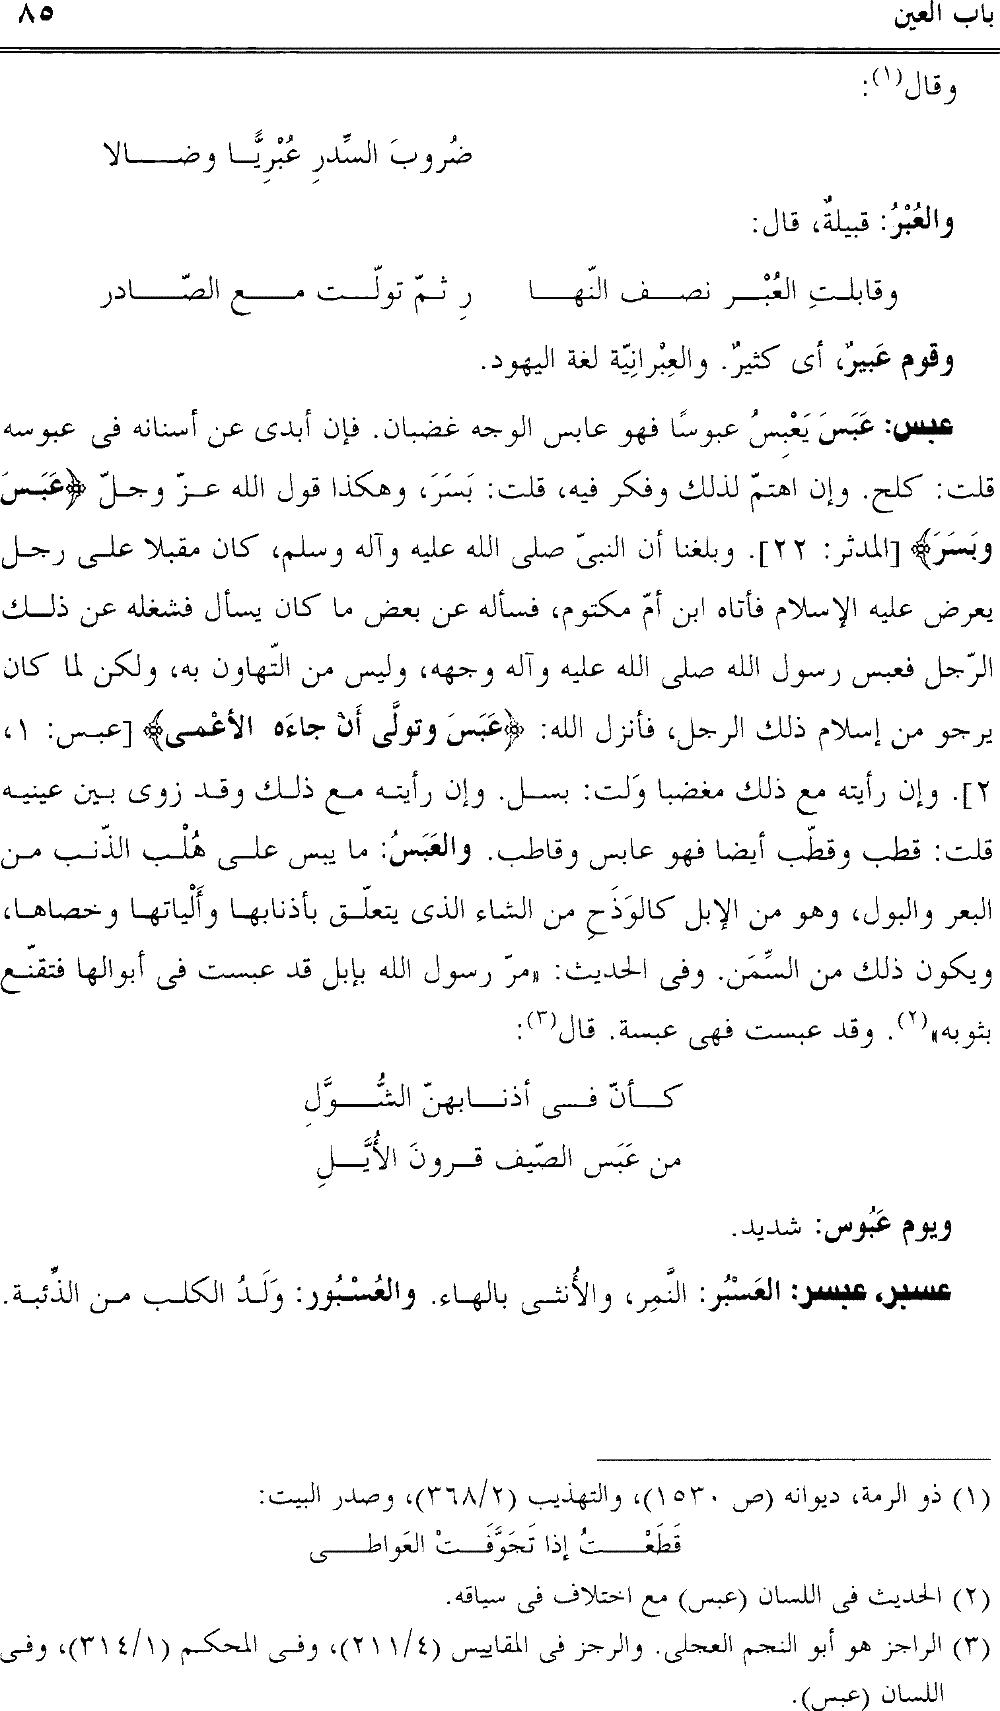 باب العين ٨٥
وقال(١):
ضُروبَ السِّدرِ عُبْرِيًّا وضالا
والعُبْرُ: قبيلةٌ، قال:
وقابلتِ العُبْر نصف النّها رِ ثمّ تولّت مع الصّادر
وقوم عَبيرٌ، أى كثيرٌ. والعِبْرانِيّة لغة اليهود.
عبس: عَبَسَ يَعْبِسُ عبوسًا فهو عابس الوجه غضبان. فإن أبدى عن أسنانه فى عبوسه
قلت: كلح. وإن اهتمّ لذلك وفكر فيه، قلت: بَسَرَ، وهكذا قول الله عزّ وجلّ ﴿عَبَسَ
وبَسَرَ﴾ [المدثر: ٢٢]. وبلغنا أن النبىّ صلى الله عليه وآله وسلم، كان مقبلا على رجل
يعرض عليه الإسلام فأتاه ابن أمّ مكتوم، فسأله عن بعض ما كان يسأل فشغله عن ذلك
الرّجل فعبس رسول الله صلى الله عليه وآله وجهه، وليس من التّهاون به، ولكن لما كان
يرجو من إسلام ذلك الرجل، فأنزل الله: ﴿عَبَسَ وتولَّى أَنْ جاءَه الأعْمى﴾ [عبس: ١،
٢]. وإن رأيته مع ذلك مغضبا وَلت: بسل. وإن رأيته مع ذلك وقد زوى بين عينيه
قلت: قطب وقطّب أيضا فهو عابس وقاطب. والعَبَسُ: ما يبس على هُلْب الذّنب من
البعر والبول، وهو من الإبل كالوَذَحِ من الشاء الذى يتعلّق بأذنابها وأَلْياتها وخصاها،
ويكون ذلك من السِّمَن. وفى الحديث: «مرّ رسول الله بإبل قد عبست فى أبوالها فتقنّع
بثوبه»(٢). وقد عبست فهى عبسة. قال(٣):
كأنّ فى أذنابهنّ الشُّوَّلِ
من عَبَس الصّيف قرونَ الأُيَّلِ
ويوم عَبُوس: شديد.
عسبر، عبسر: العَسْبُر: النَّمِر، والأُنثى بالهاء. والعُسْبُور: وَلَدُ الكلب من الذِّئبة.
(١) ذو الرمة، ديوانه (ص ١٥٣٠)، والتهذيب (٣٦٨/٢)، وصدر البيت:
قَطَعْتُ إذا تَجَوَّفَتْ العَواطى
(٢) الحديث فى اللسان (عبس) مع اختلاف فى سياقه.
(٣) الراجز هو أبو النجم العجلى. والرجز فى المقاييس (٢١١/٤)، وفى المحكم (٣١٤/١)، وفى
اللسان (عبس).